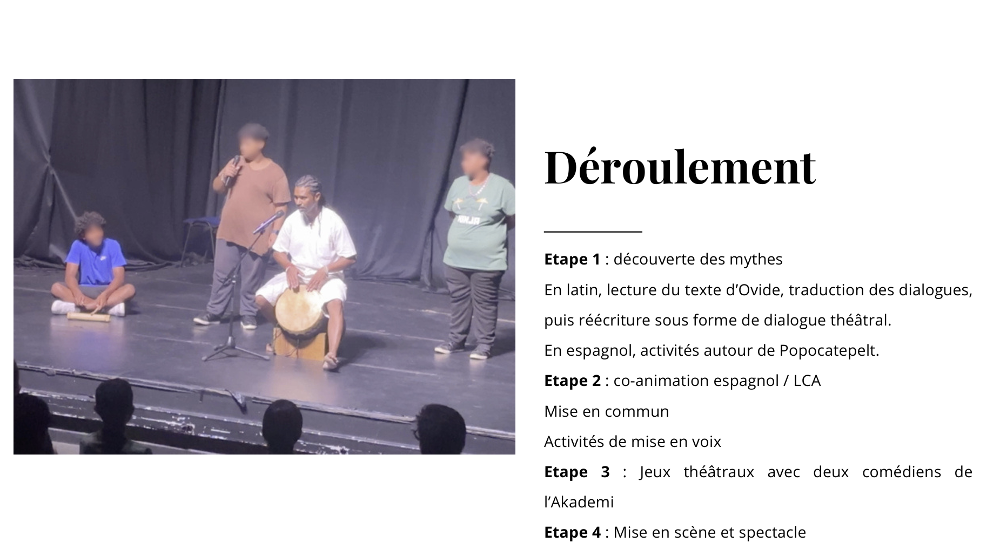 NINJA
Déroulement
Etape 1 : découverte des mythes
En latin, lecture du texte d’Ovide, traduction des dialogues,
puis réécriture sous forme de dialogue théâtral.
En espagnol, activités autour de Popocatepelt.
Etape 2 : co-animation espagnol / LCA
Mise en commun
Activités de mise en voix
Etape 3 : Jeux théâtraux avec deux comédiens de
l’Akademi
Etape 4 : Mise en scène et spectacle